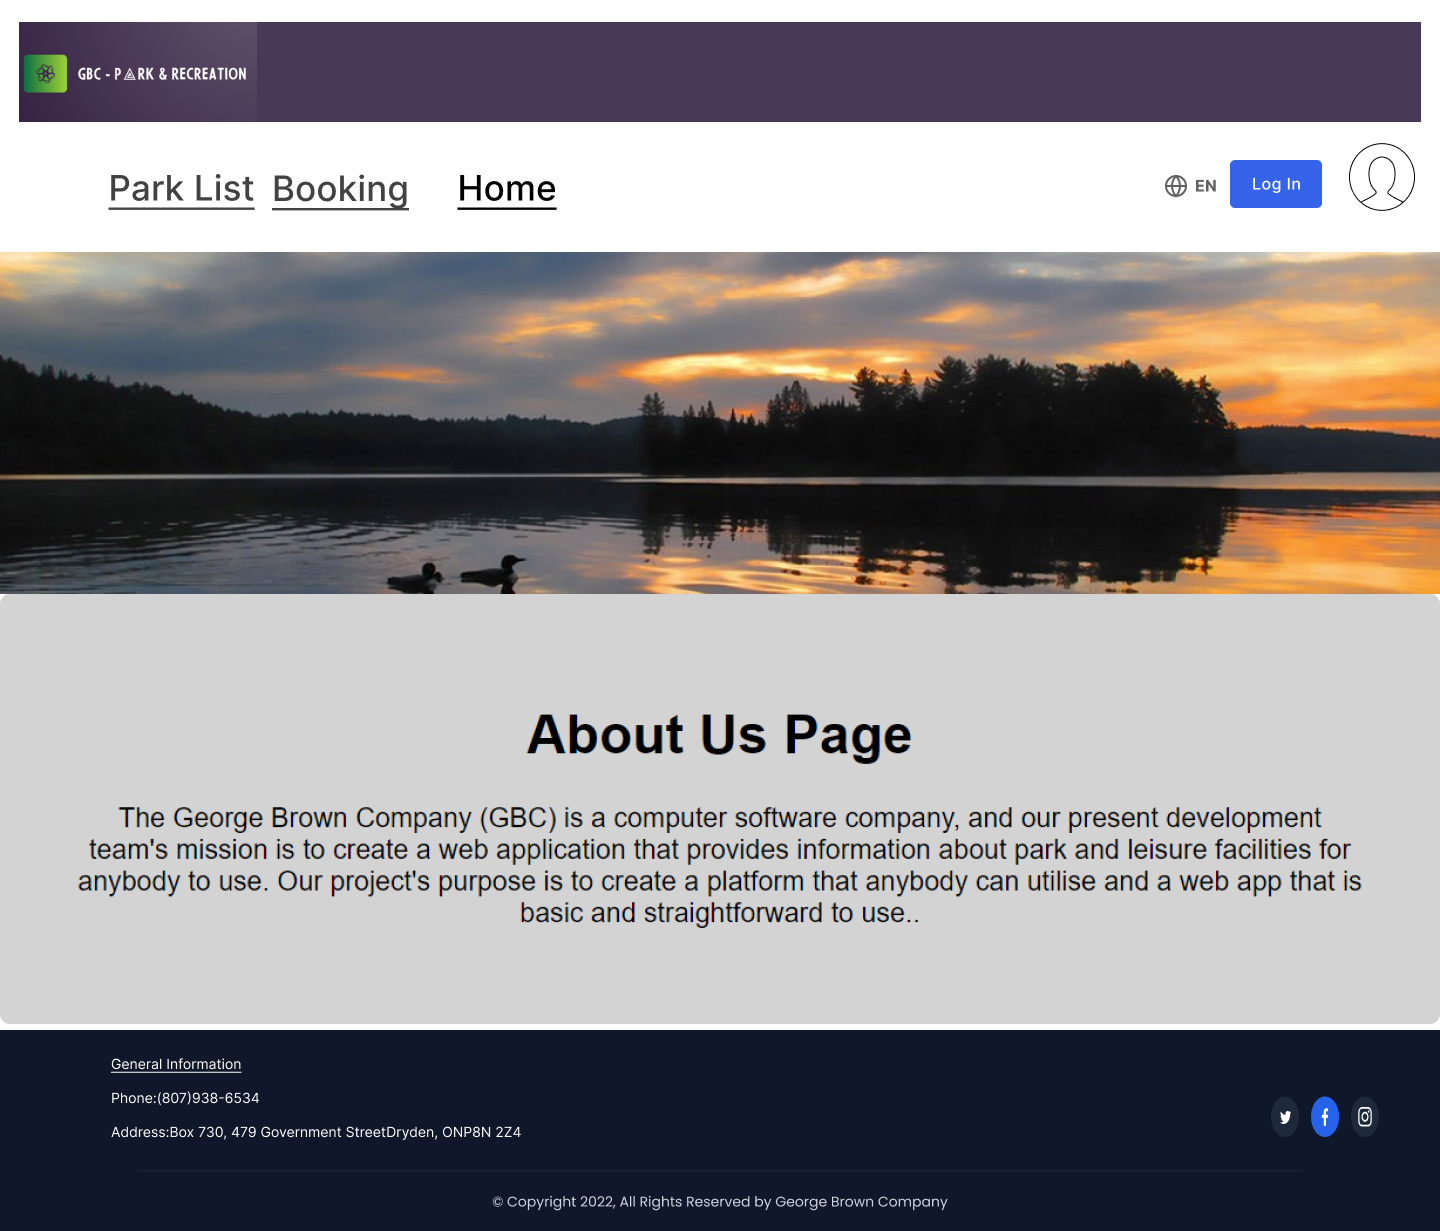 GBC - PARK & RECREATION
Park List Booking Home EN Log In
About Us Page
The George Brown Company (GBC) is a computer software company, and our present development
team's mission is to create a web application that provides information about park and leisure facilities for
anybody to use. Our project's purpose is to create a platform that anybody can utilise and a web app that is
basic and straightforward to use..
General Information
Phone:(807)938-6534
Address:Box 730, 479 Government StreetDryden, ONP8N 2Z4
© Copyright 2022, All Rights Reserved by George Brown Company